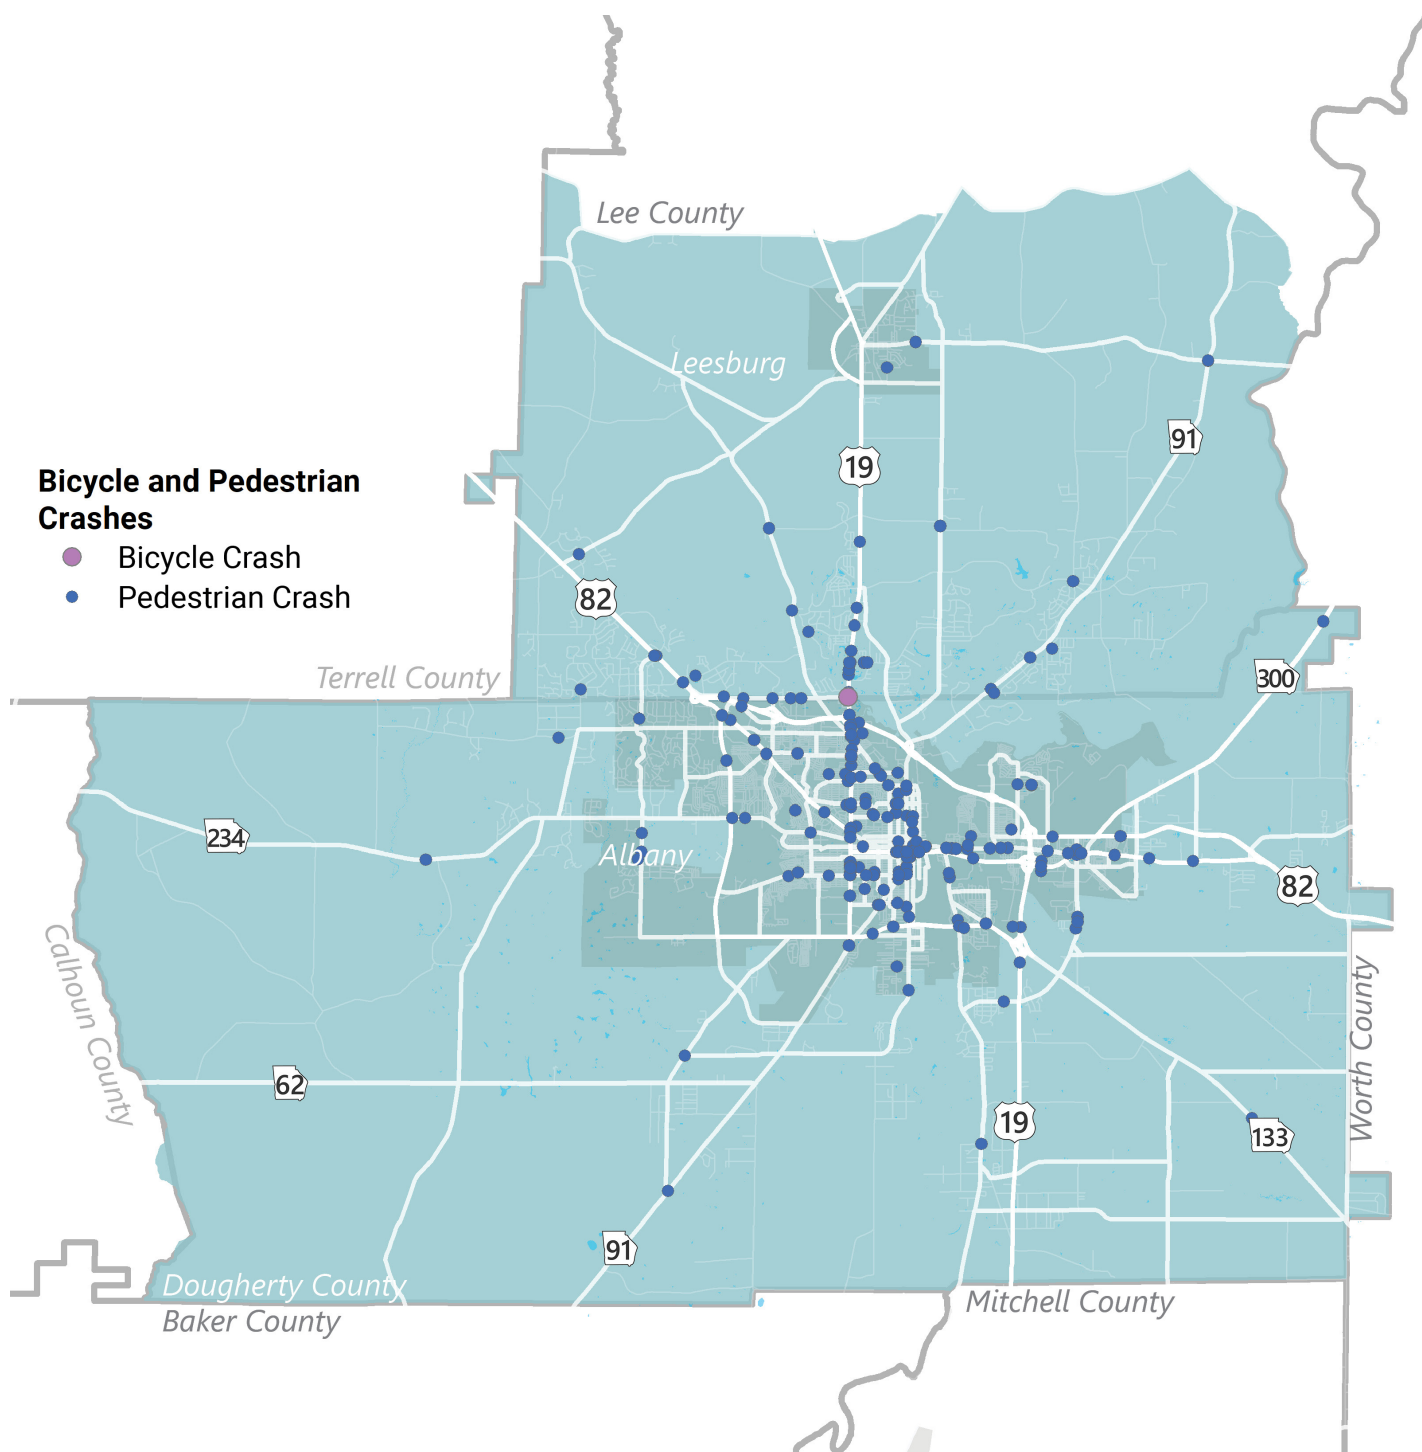 Lee County
Leesburg
91
19
Bicycle and Pedestrian
Crashes
Bicycle Crash
Pedestrian Crash
82
Terrell County
300
234
Albany
82
Calhoun County
Worth County
62
19
133
91
Dougherty County
Baker County
Mitchell County